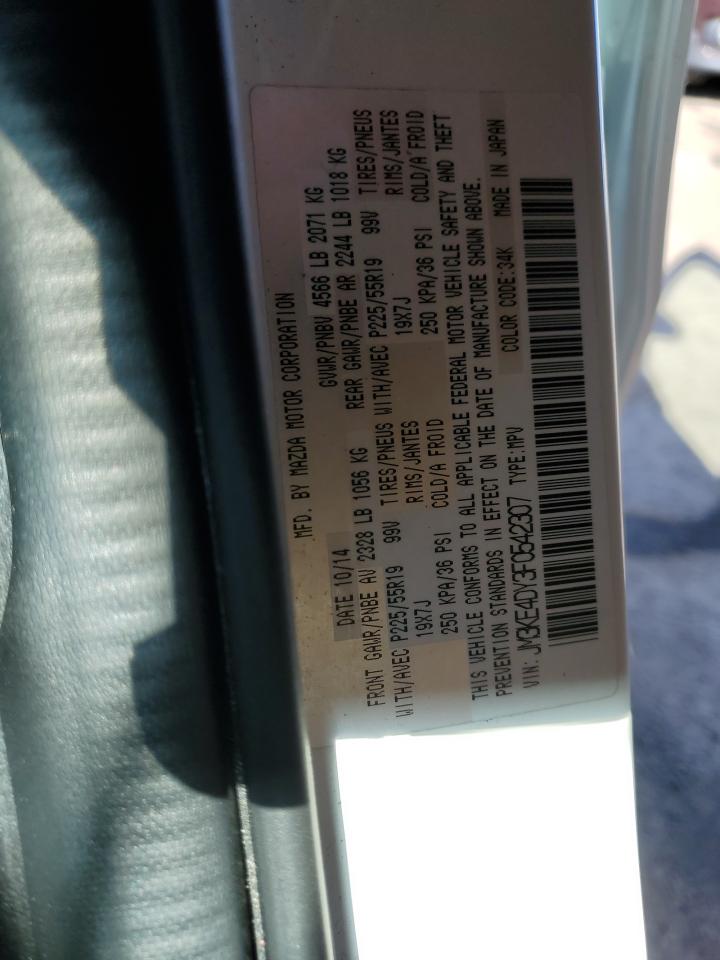 MFD. BY MAZDA MOTOR CORPORATION
DATE 10/14 GVWR/PNBV 4566 LB 2071 KG
FRONT GAWR/PNBE AV 2328 LB 1056 KG REAR GAWR/PNBE AR 2244 LB 1018 KG
WITH/AVEC P225/55R19 99V TIRES/PNEUS WITH/AVEC P225/55R19 99V TIRES/PNEUS
19X7J RIMS/JANTES 19X7J RIMS/JANTES
250 KPA/36 PSI COLD/A FROID 250 KPA/36 PSI COLD/A FROID
THIS VEHICLE CONFORMS TO ALL APPLICABLE FEDERAL MOTOR VEHICLE SAFETY AND THEFT
PREVENTION STANDARDS IN EFFECT ON THE DATE OF MANUFACTURE SHOWN ABOVE.
VIN: JM3KE4DY3F0542307 TYPE:MPV COLOR CODE:34K MADE IN JAPAN